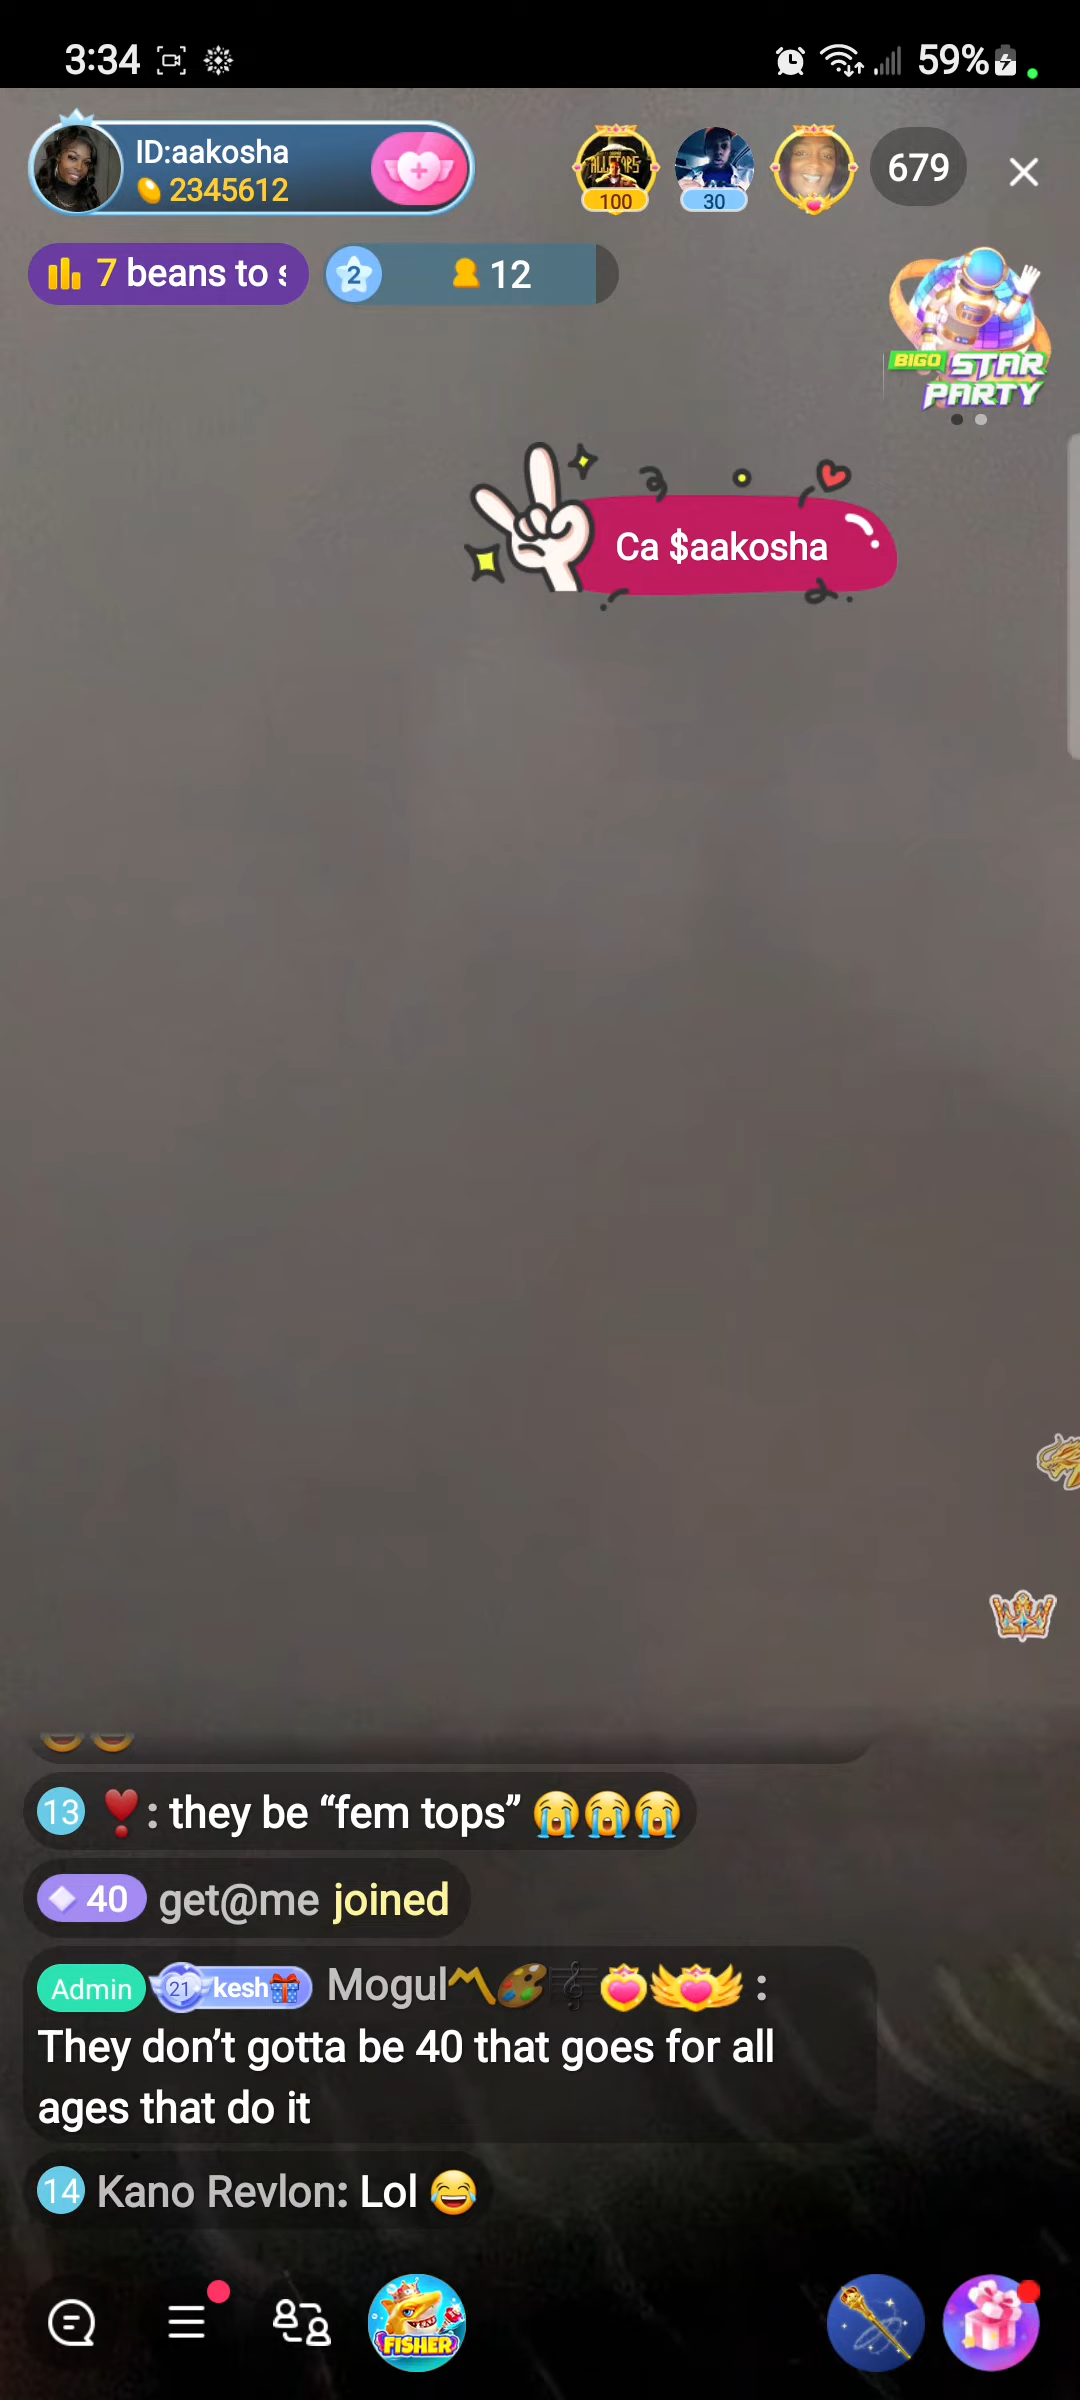 3:34
59%
ID:aakosha
2345612
100
30
679
7 beans to s
2
12
BIGO STAR
PARTY
Ca $aakosha
13 : they be “fem tops” 😭😭😭
40 get@me joined
Admin 21 kesh🎁 Mogul〽️🎨🎼 :
They don’t gotta be 40 that goes for all
ages that do it
14 Kano Revlon: Lol 😂
FISHER